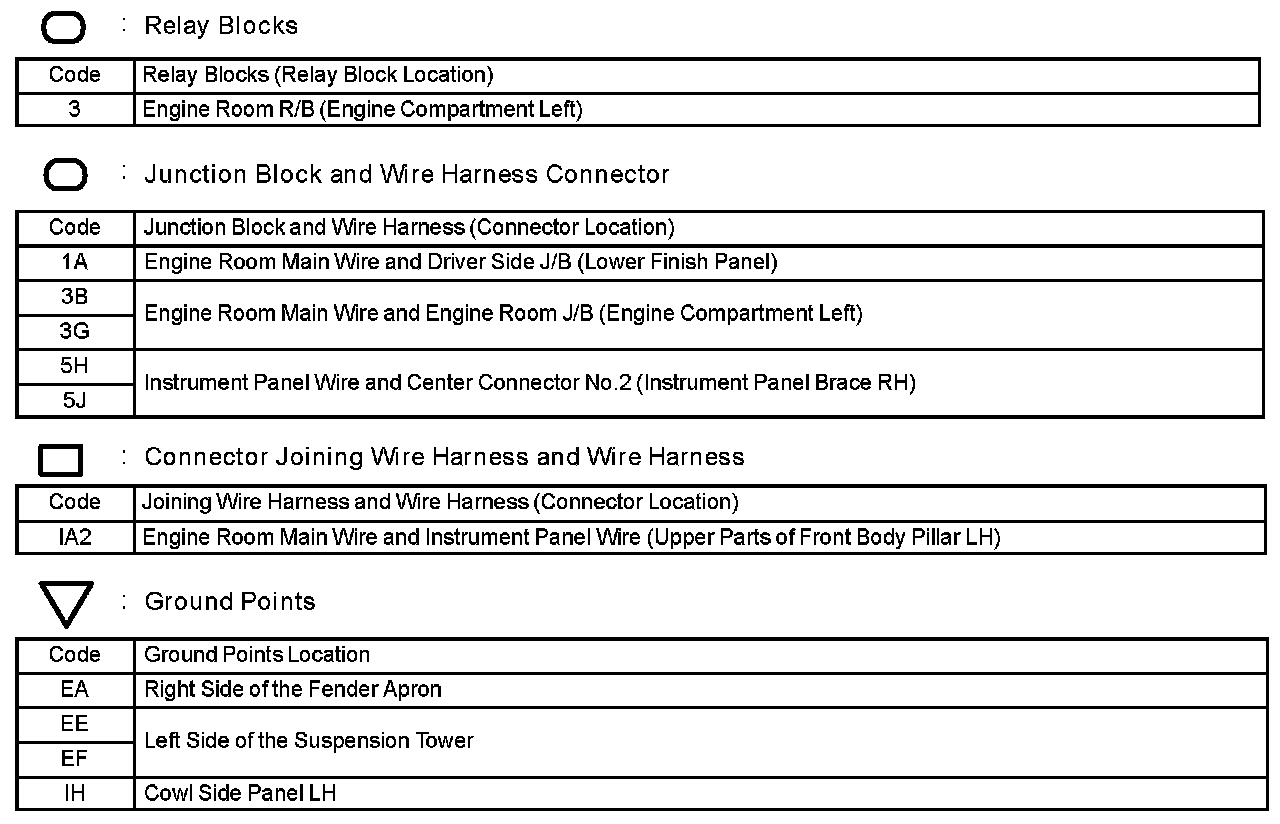 : Relay Blocks
Code Relay Blocks (Relay Block Location)
3 Engine Room R/B (Engine Compartment Left)
: Junction Block and Wire Harness Connector
Code Junction Block and Wire Harness (Connector Location)
1A Engine Room Main Wire and Driver Side J/B (Lower Finish Panel)
3B
Engine Room Main Wire and Engine Room J/B (Engine Compartment Left)
3G
5H
Instrument Panel Wire and Center Connector No.2 (Instrument Panel Brace RH)
5J
: Connector Joining Wire Harness and Wire Harness
Code Joining Wire Harness and Wire Harness (Connector Location)
IA2 Engine Room Main Wire and Instrument Panel Wire (Upper Parts of Front Body Pillar LH)
: Ground Points
Code Ground Points Location
EA Right Side of the Fender Apron
EE
Left Side of the Suspension Tower
EF
IH Cowl Side Panel LH